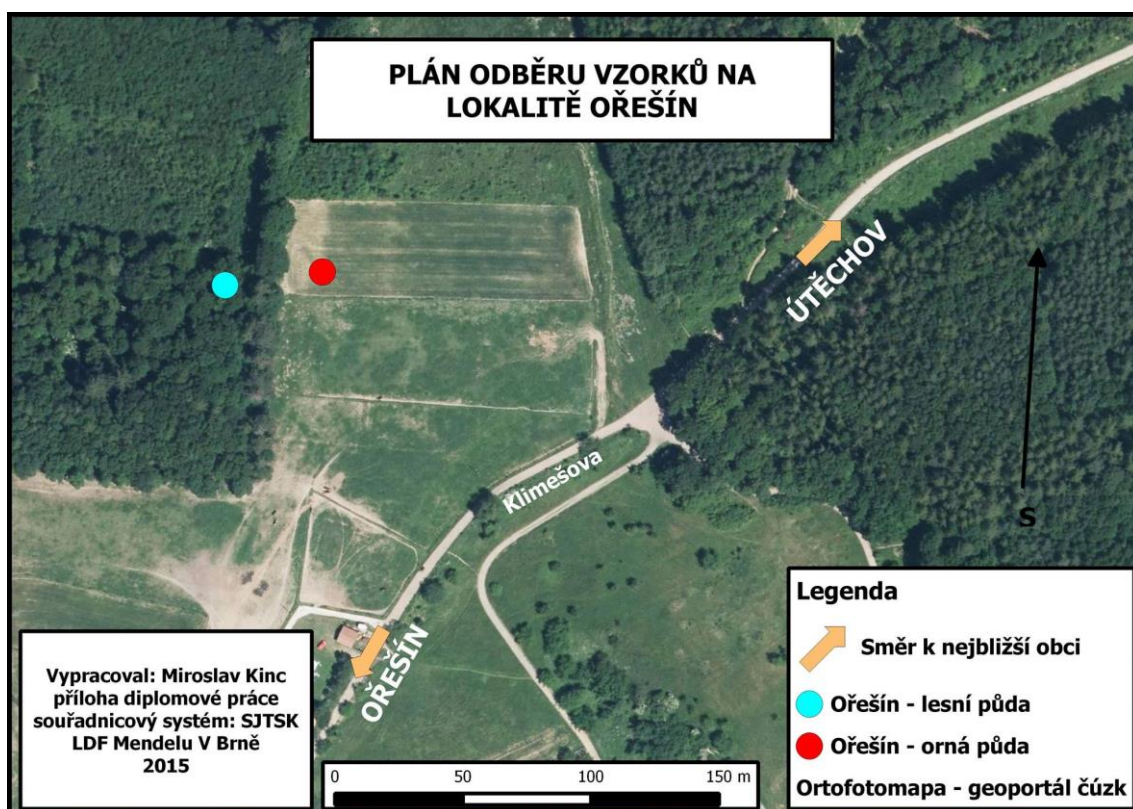 PLÁN ODBĚRU VZORKŮ NA
LOKALITĚ OŘEŠÍN
ÚTĚCHOV
Klimešova
S
OŘEŠÍN
Vypracoval: Miroslav Kinc
příloha diplomové práce
souřadnicový systém: SJTSK
LDF Mendelu V Brně
2015
0 50 100 150 m
Legenda
Směr k nejbližší obci
Ořešín - lesní půda
Ořešín - orná půda
Ortofotomapa - geoportál čúzk